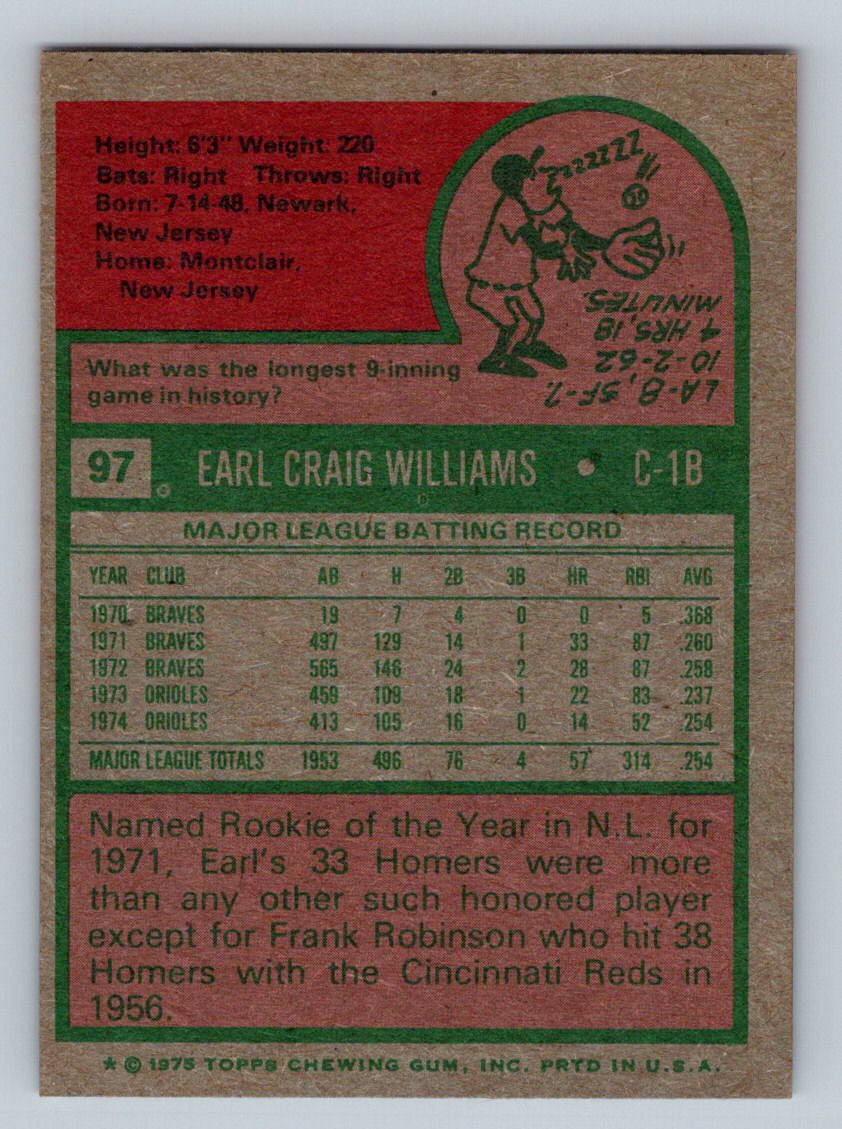 Height: 6'3" Weight: 220
Bats: Right Throws: Right
Born: 7-14-48, Newark,
New Jersey
Home: Montclair,
New Jersey
ZZZZZZZ
What was the longest 9-inning
game in history?
LA-8, SF-7.
10-2-62
4 HRS, 18
MINUTES.
97 EARL CRAIG WILLIAMS • C-1B
MAJOR LEAGUE BATTING RECORD
YEAR CLUB AB H 2B 3B HR RBI AVG
1970 BRAVES 19 7 4 0 0 5 .368
1971 BRAVES 497 129 14 1 33 87 .260
1972 BRAVES 565 146 24 2 28 87 .258
1973 ORIOLES 459 109 18 1 22 83 .237
1974 ORIOLES 413 105 16 0 14 52 .254
MAJOR LEAGUE TOTALS 1953 496 76 4 57 314 .254
Named Rookie of the Year in N.L. for
1971, Earl's 33 Homers were more
than any other such honored player
except for Frank Robinson who hit 38
Homers with the Cincinnati Reds in
1956.
* © 1975 TOPPS CHEWING GUM, INC. PRTD IN U.S.A.